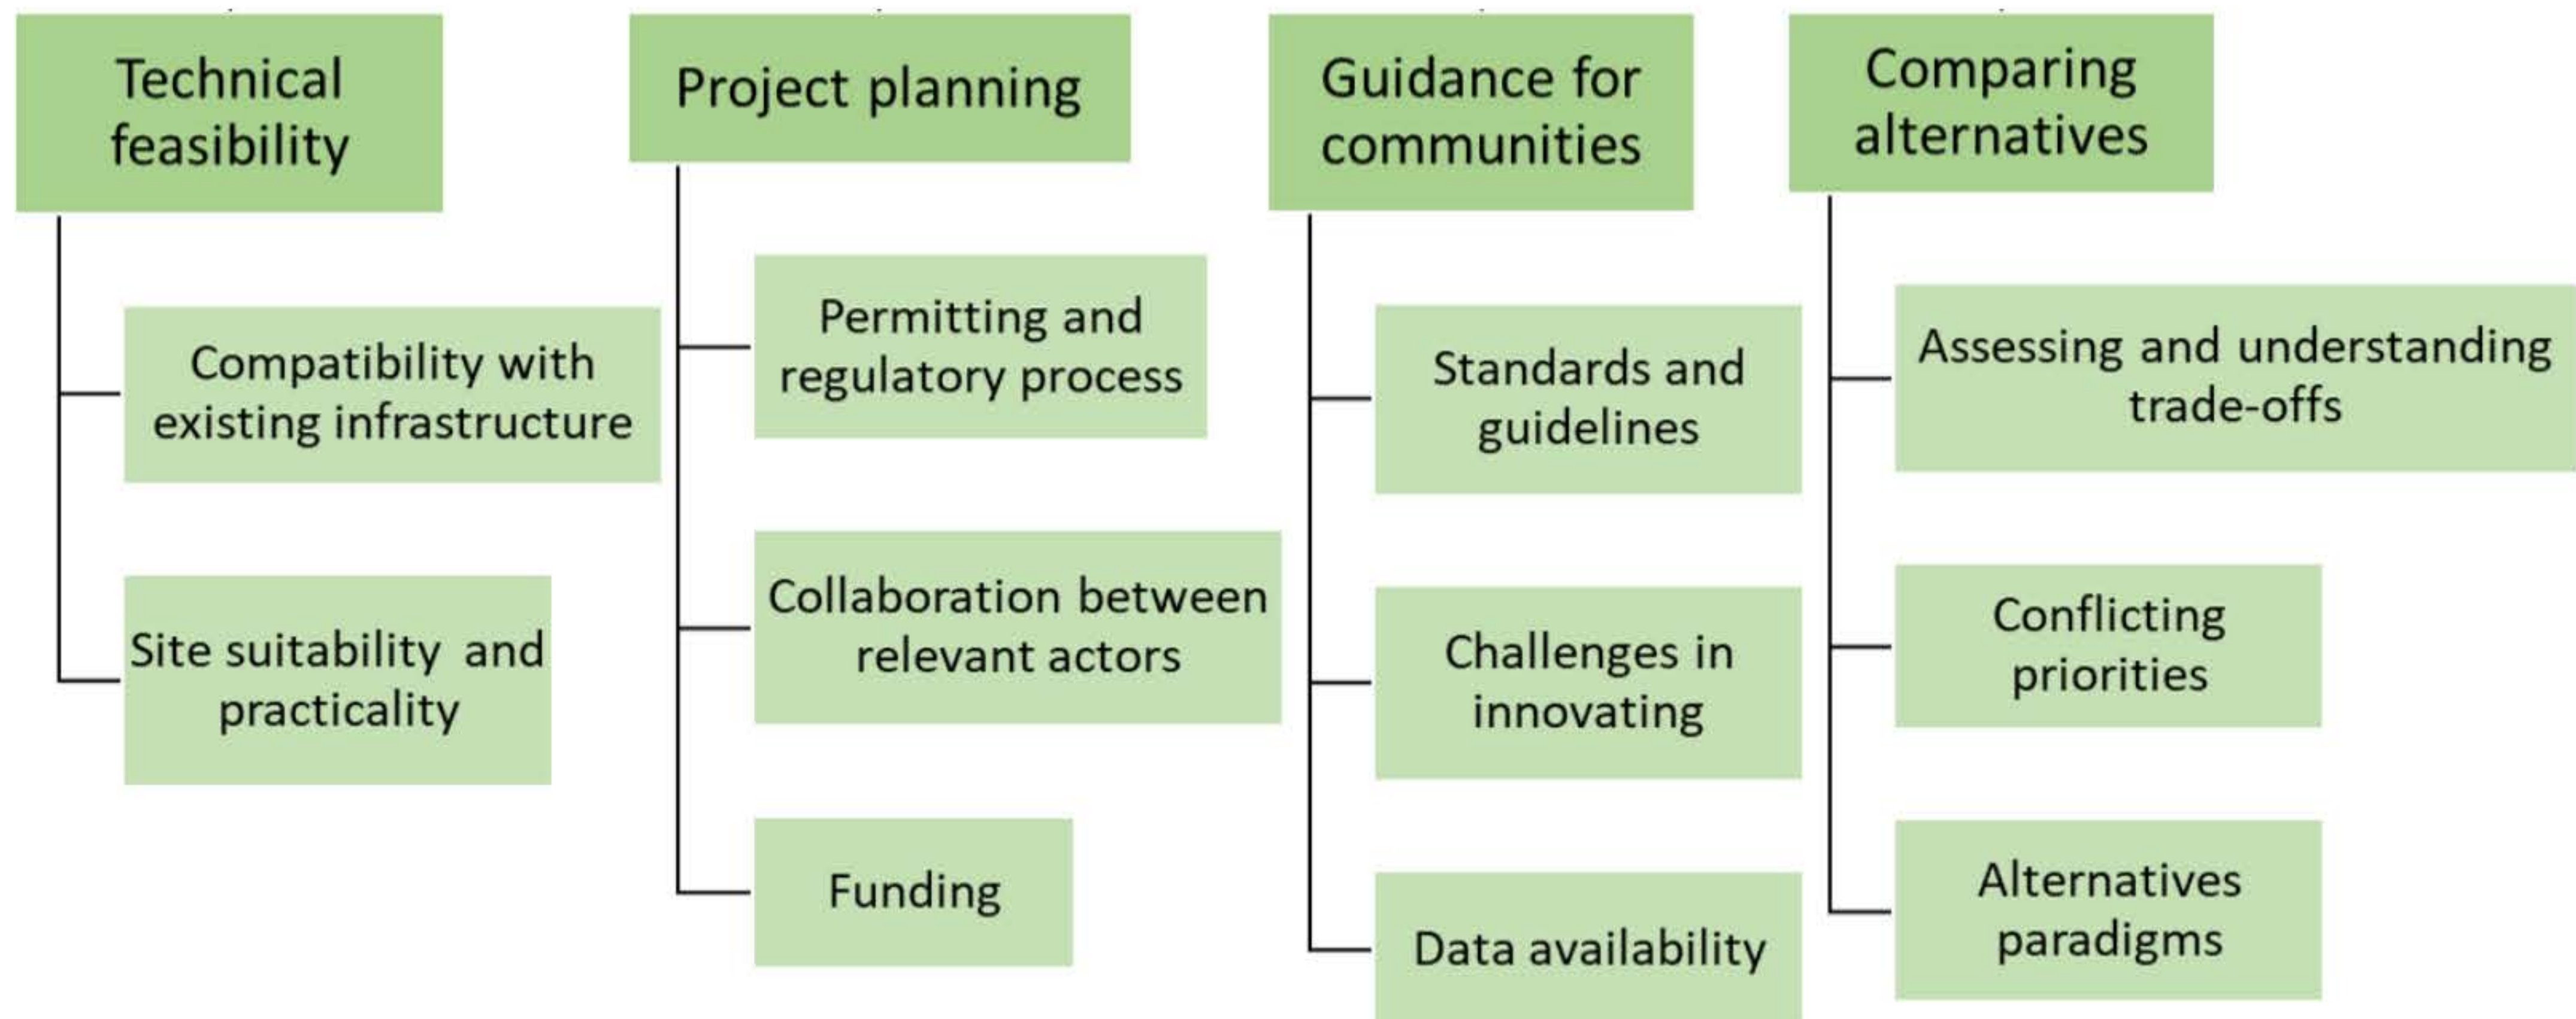 Technical
feasibility
Compatibility with
existing infrastructure
Site suitability and
practicality
Project planning
Permitting and
regulatory process
Collaboration between
relevant actors
Funding
Guidance for
communities
Standards and
guidelines
Challenges in
innovating
Data availability
Comparing
alternatives
Assessing and understanding
trade-offs
Conflicting
priorities
Alternatives
paradigms